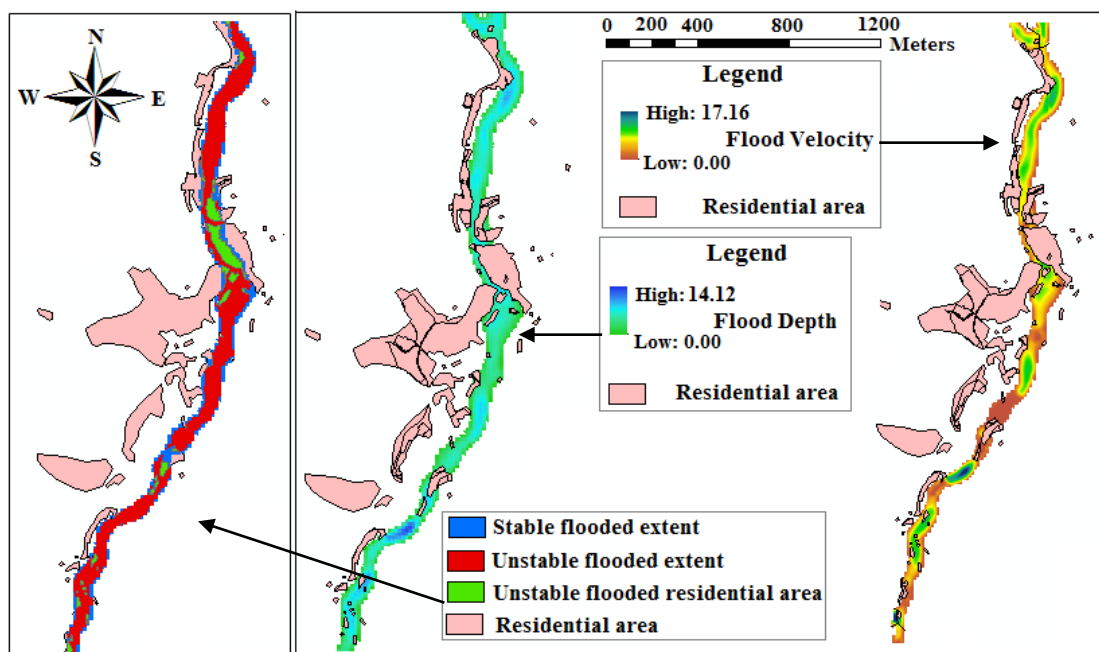 N
W E
S
0 200 400 800 1200
Meters
Legend
High: 17.16
Flood Velocity
Low: 0.00
Residential area
Legend
High: 14.12
Flood Depth
Low: 0.00
Residential area
Stable flooded extent
Unstable flooded extent
Unstable flooded residential area
Residential area